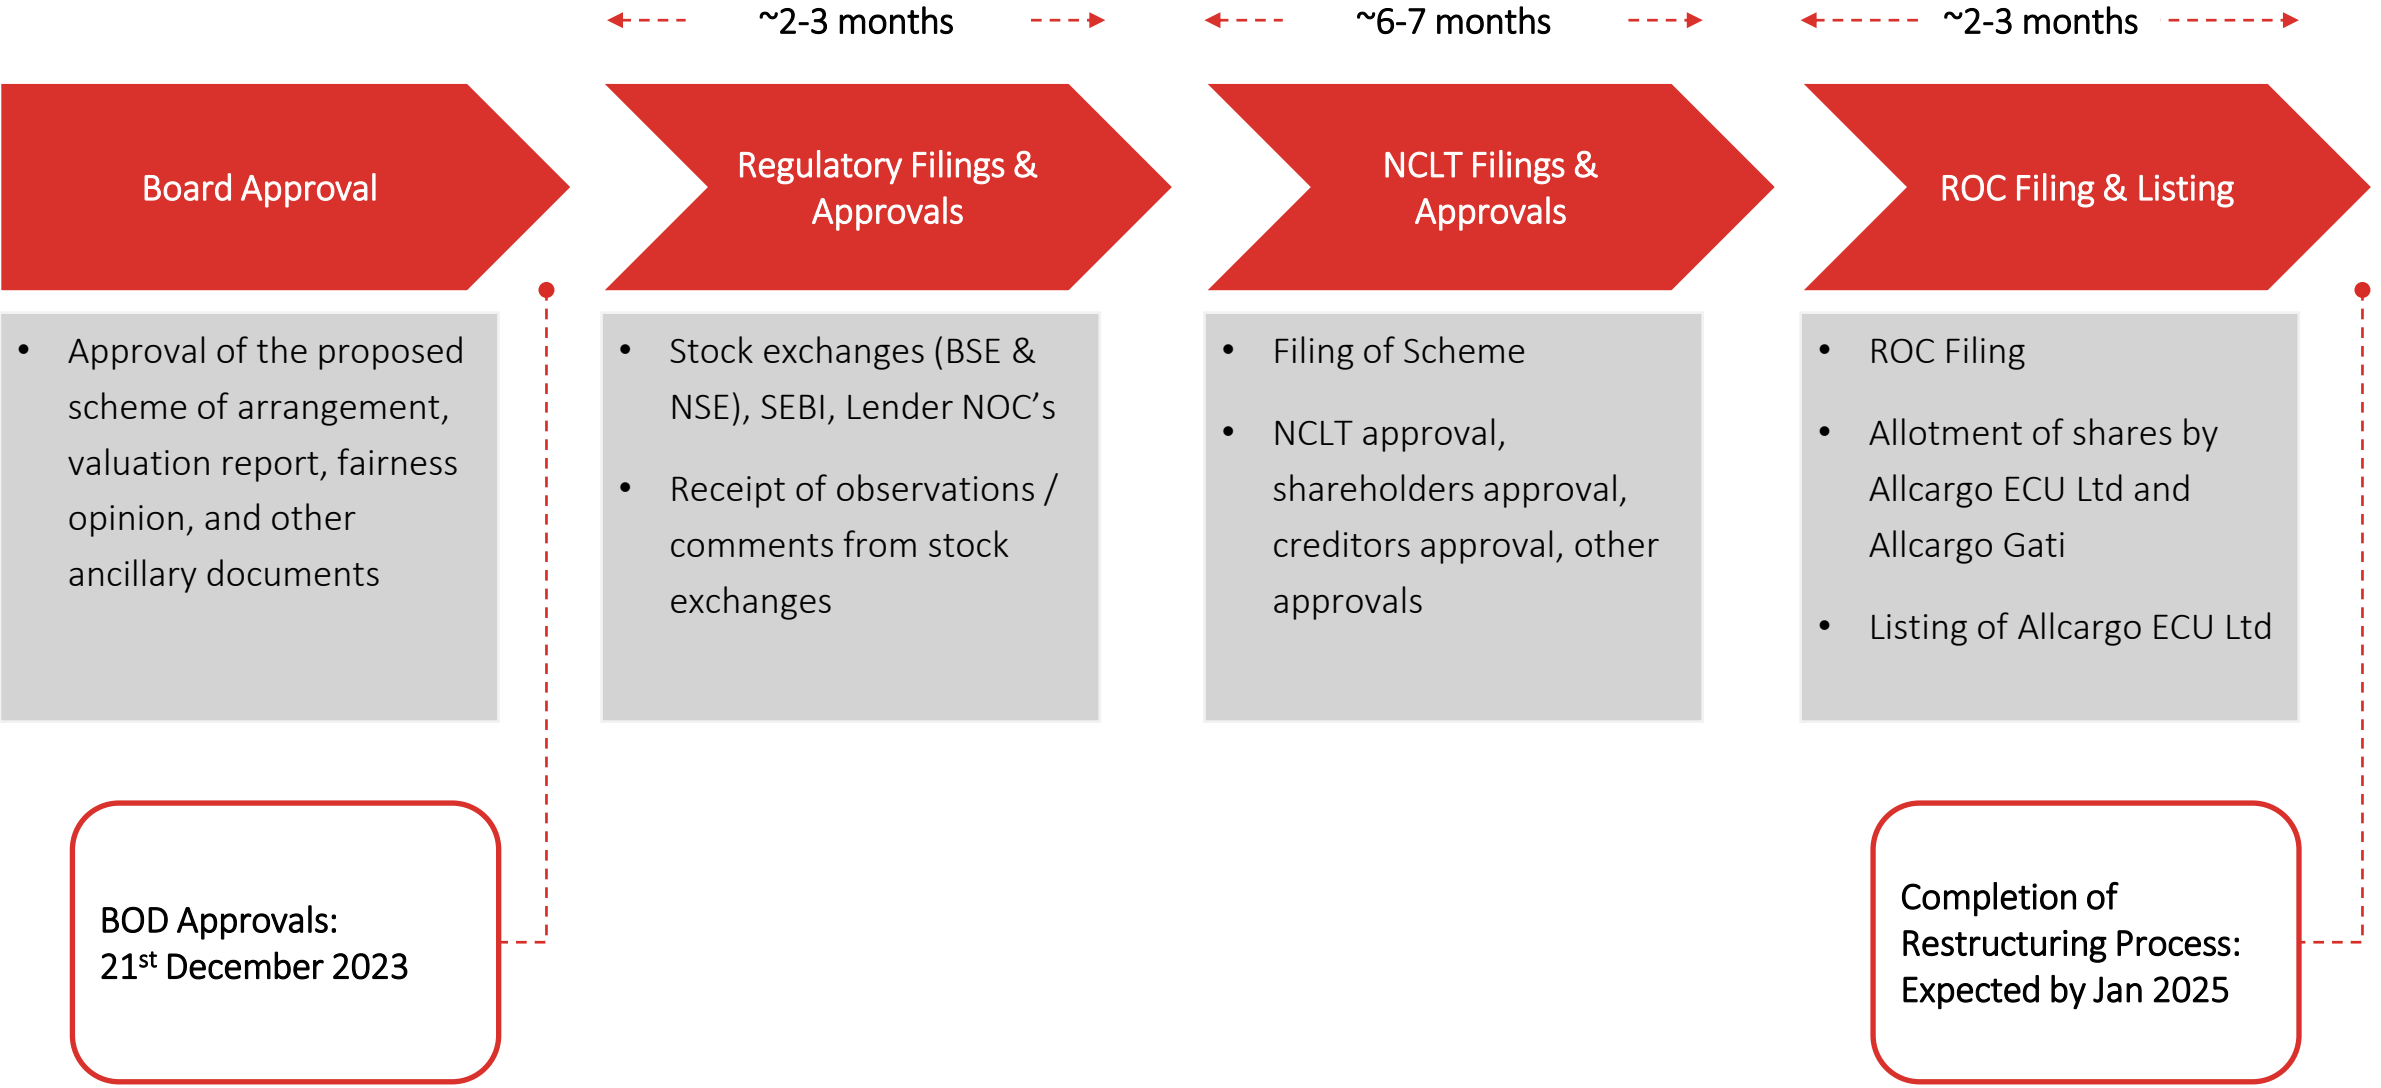 ~2-3 months
~6-7 months
~2-3 months
Board Approval
Regulatory Filings &
Approvals
NCLT Filings &
Approvals
ROC Filing & Listing
• Approval of the proposed
scheme of arrangement,
valuation report, fairness
opinion, and other
ancillary documents
• Stock exchanges (BSE &
NSE), SEBI, Lender NOC’s
• Receipt of observations /
comments from stock
exchanges
• Filing of Scheme
• NCLT approval,
shareholders approval,
creditors approval, other
approvals
• ROC Filing
• Allotment of shares by
Allcargo ECU Ltd and
Allcargo Gati
• Listing of Allcargo ECU Ltd
BOD Approvals:
21st December 2023
Completion of
Restructuring Process:
Expected by Jan 2025